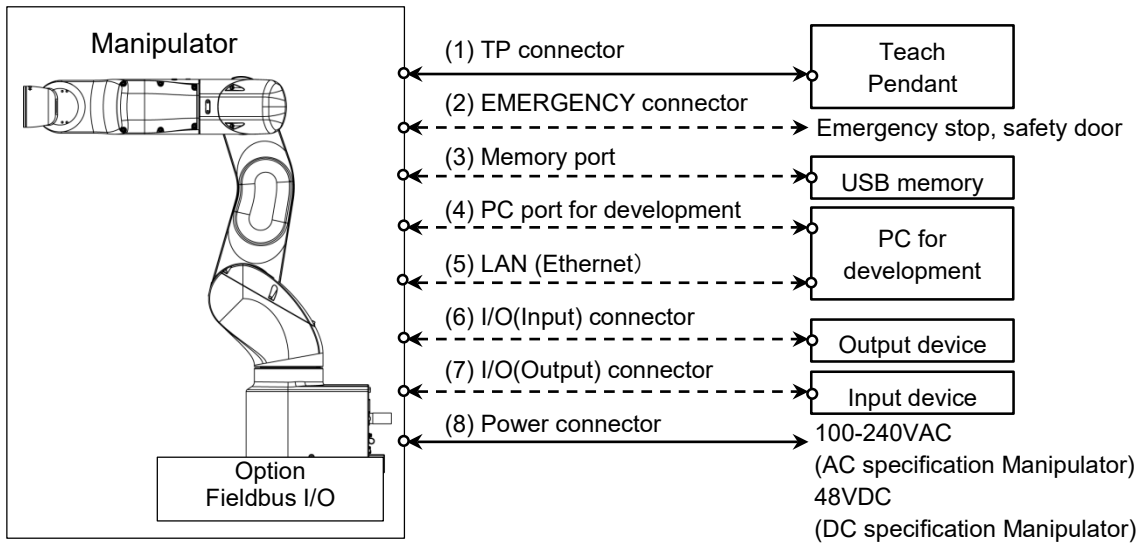 Manipulator
(1) TP connector
Teach
Pendant
(2) EMERGENCY connector
Emergency stop, safety door
(3) Memory port
USB memory
(4) PC port for development
PC for
development
(5) LAN (Ethernet）
(6) I/O(Input) connector
Output device
(7) I/O(Output) connector
Input device
(8) Power connector
100-240VAC
(AC specification Manipulator)
48VDC
(DC specification Manipulator)
Option
Fieldbus I/O